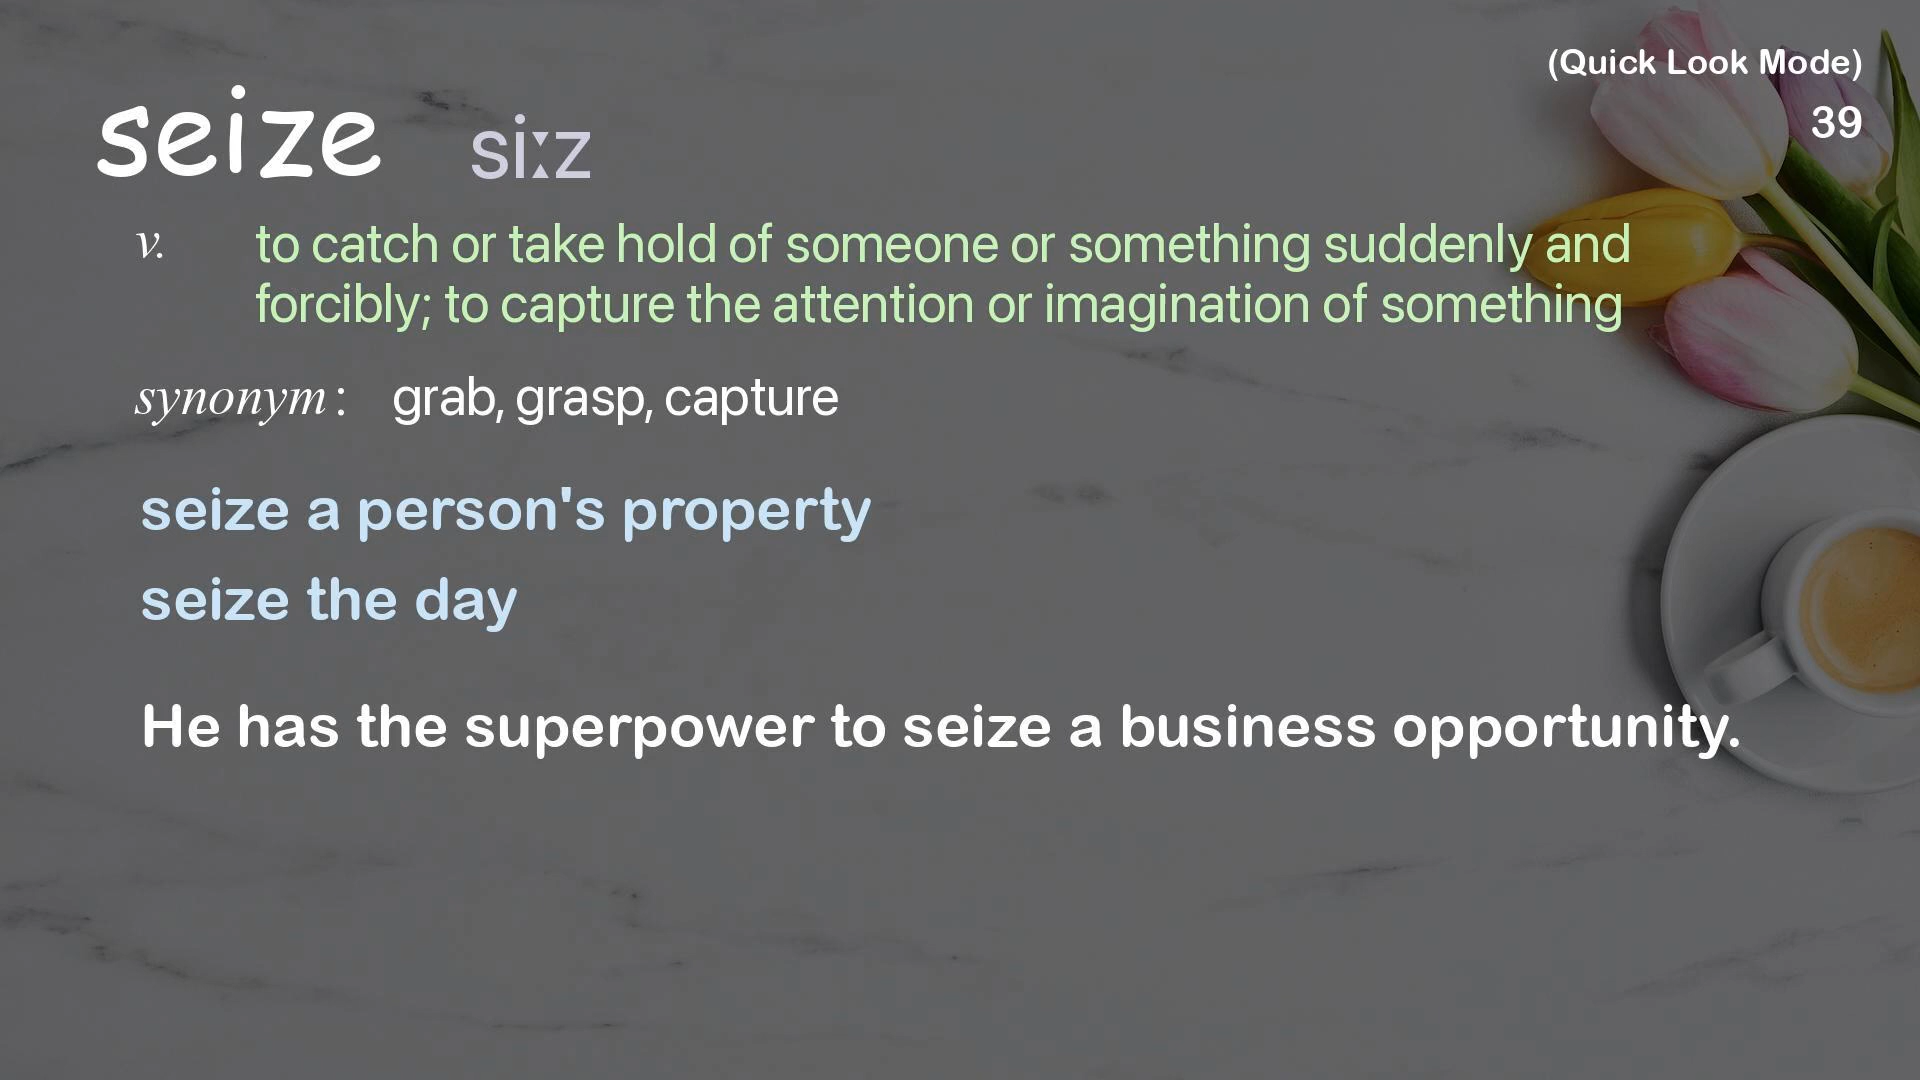 (Quick Look Mode)
39
seize siːz
v. to catch or take hold of someone or something suddenly and
forcibly; to capture the attention or imagination of something
synonym: grab, grasp, capture
seize a person's property
seize the day
He has the superpower to seize a business opportunity.